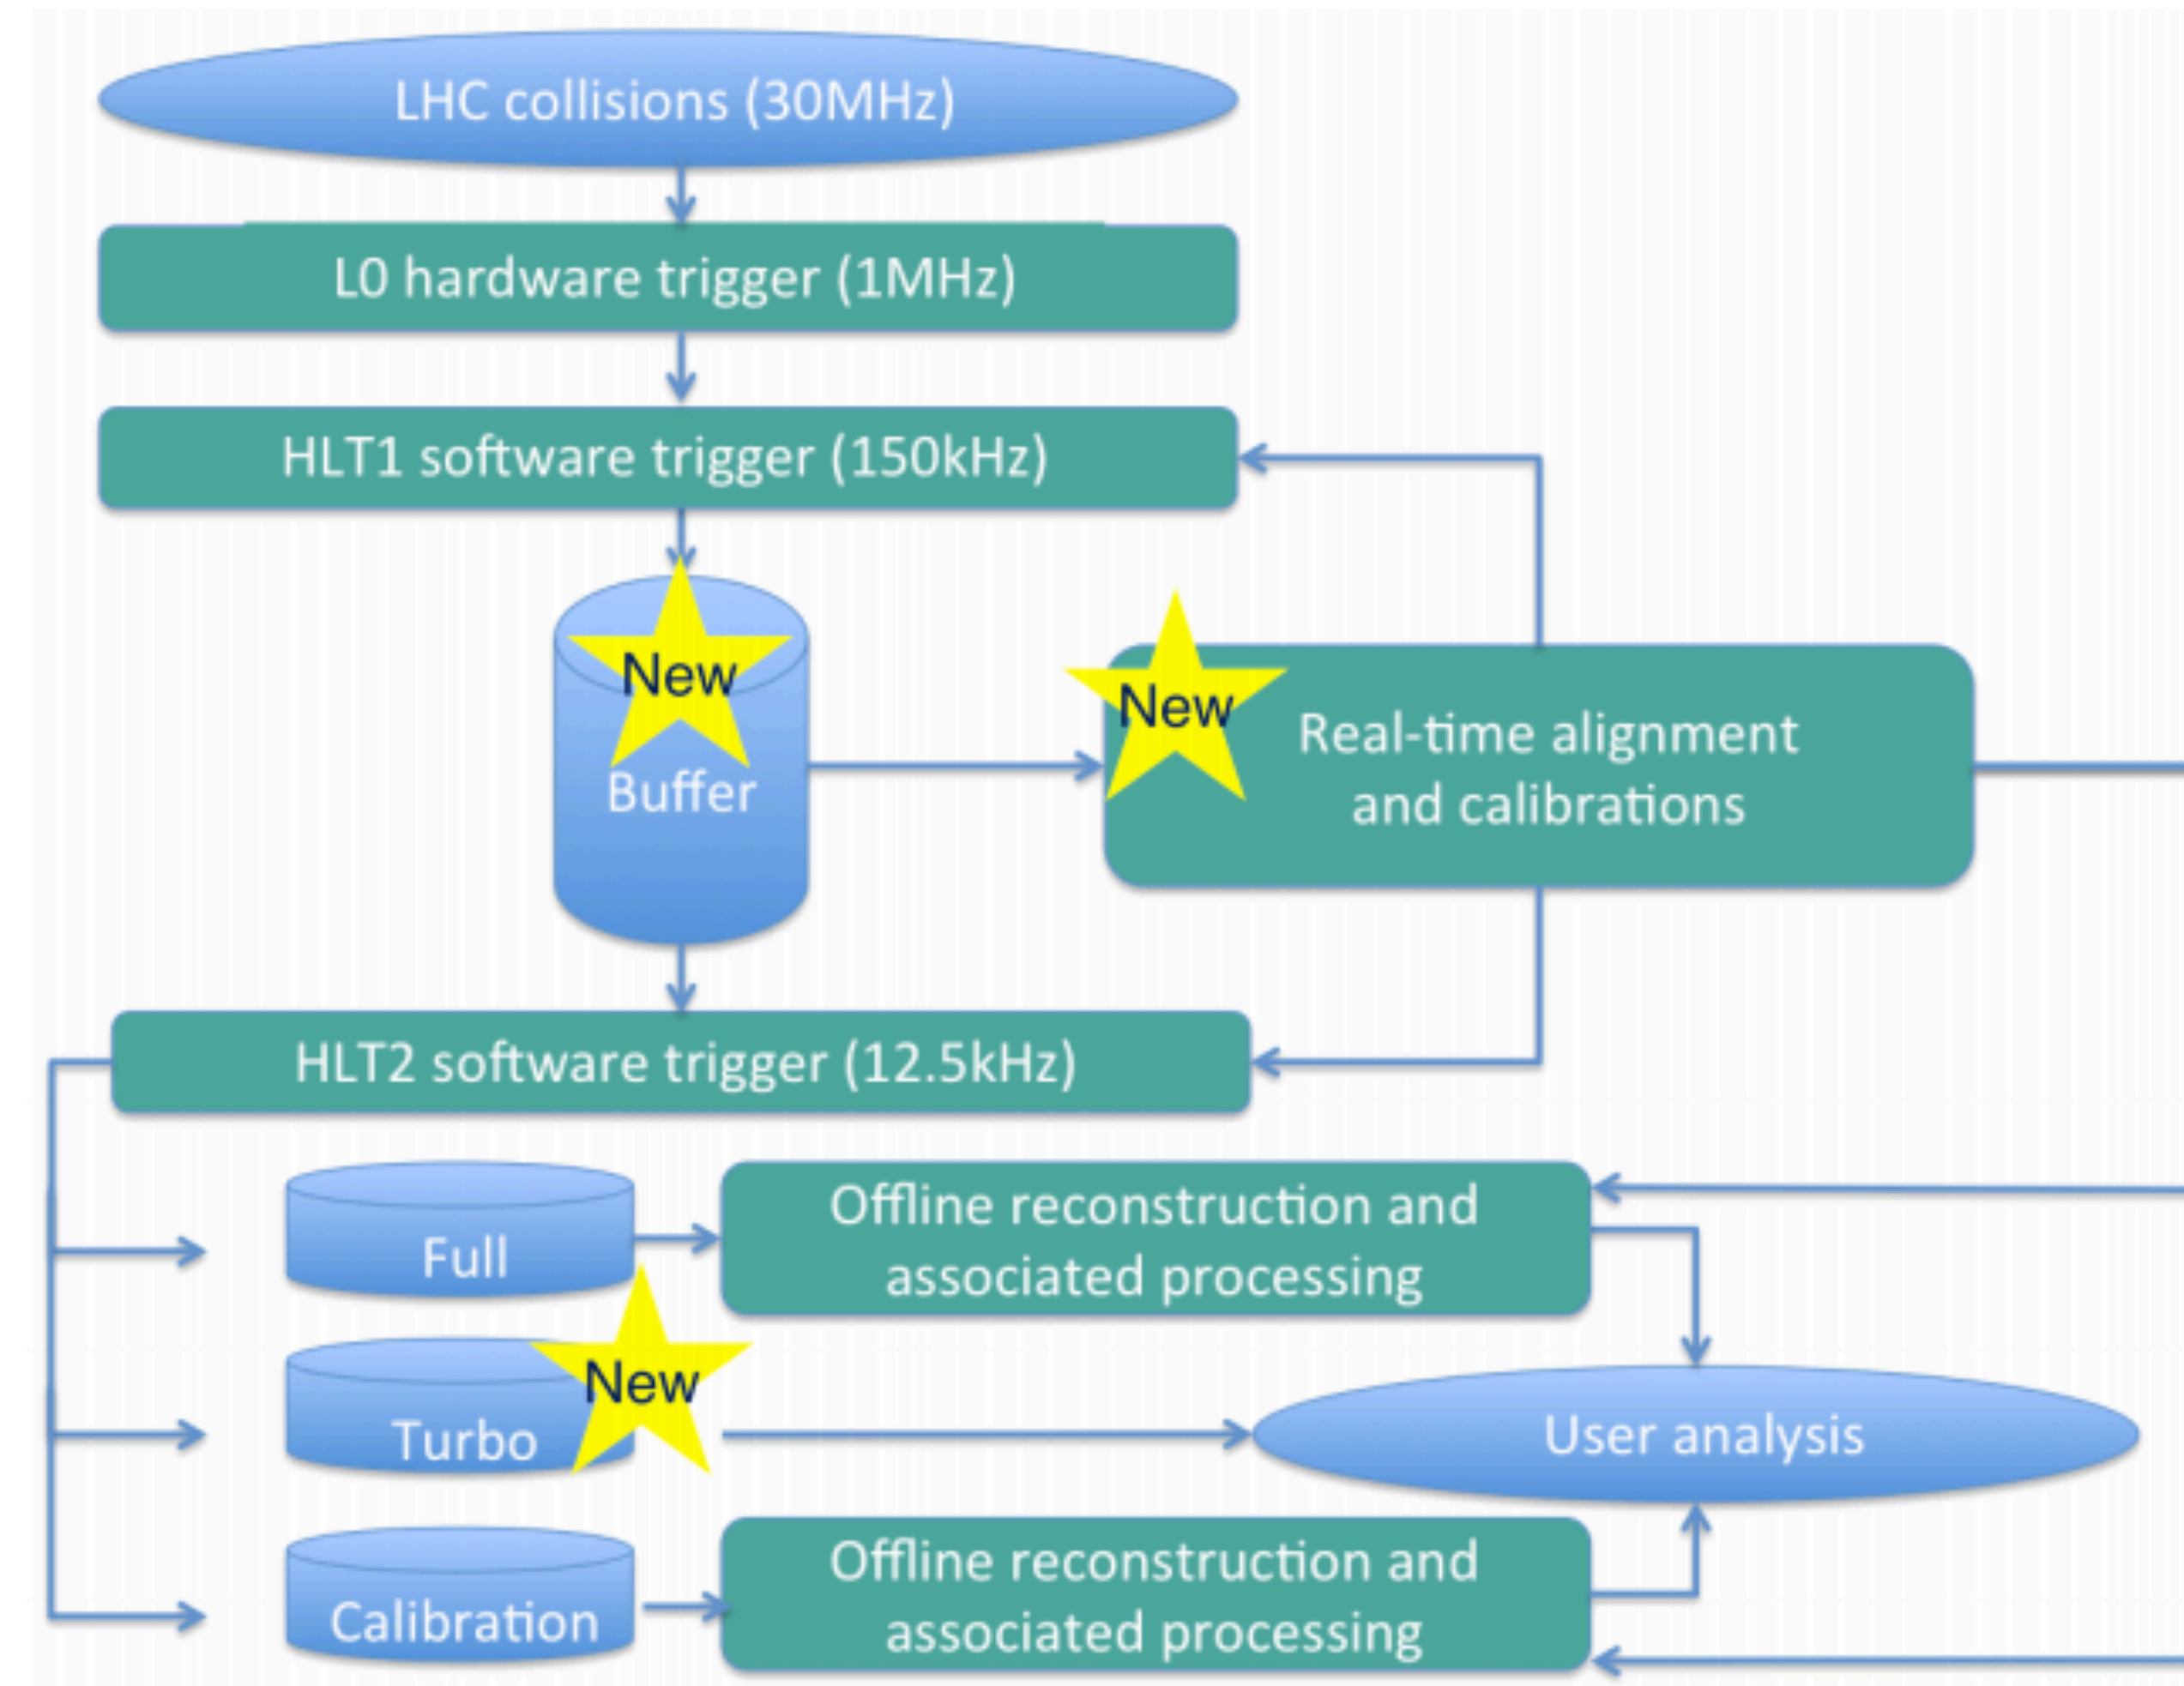 LHC collisions (30MHz)
L0 hardware trigger (1MHz)
HLT1 software trigger (150kHz)
New
Buffer
New
Real-time alignment
and calibrations
HLT2 software trigger (12.5kHz)
Full
Offline reconstruction and
associated processing
Turbo
New
User analysis
Calibration
Offline reconstruction and
associated processing